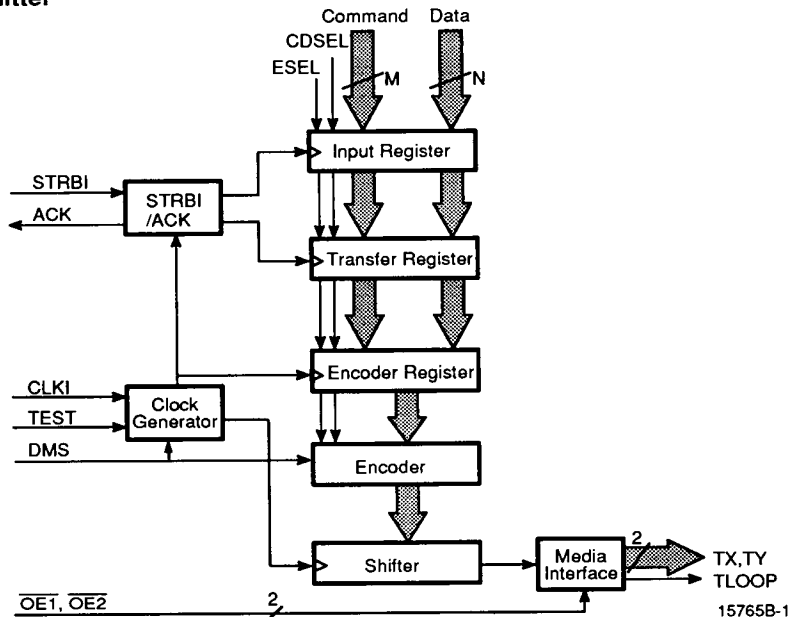 Command Data
CDSEL
ESEL
M
N
Input Register
STRBI
STRBI
/ACK
ACK
Transfer Register
Encoder Register
CLKI
Clock
Generator
TEST
DMS
Encoder
Shifter
Media
Interface
2
TX,TY
TLOOP
OE1, OE2
2
15765B-1